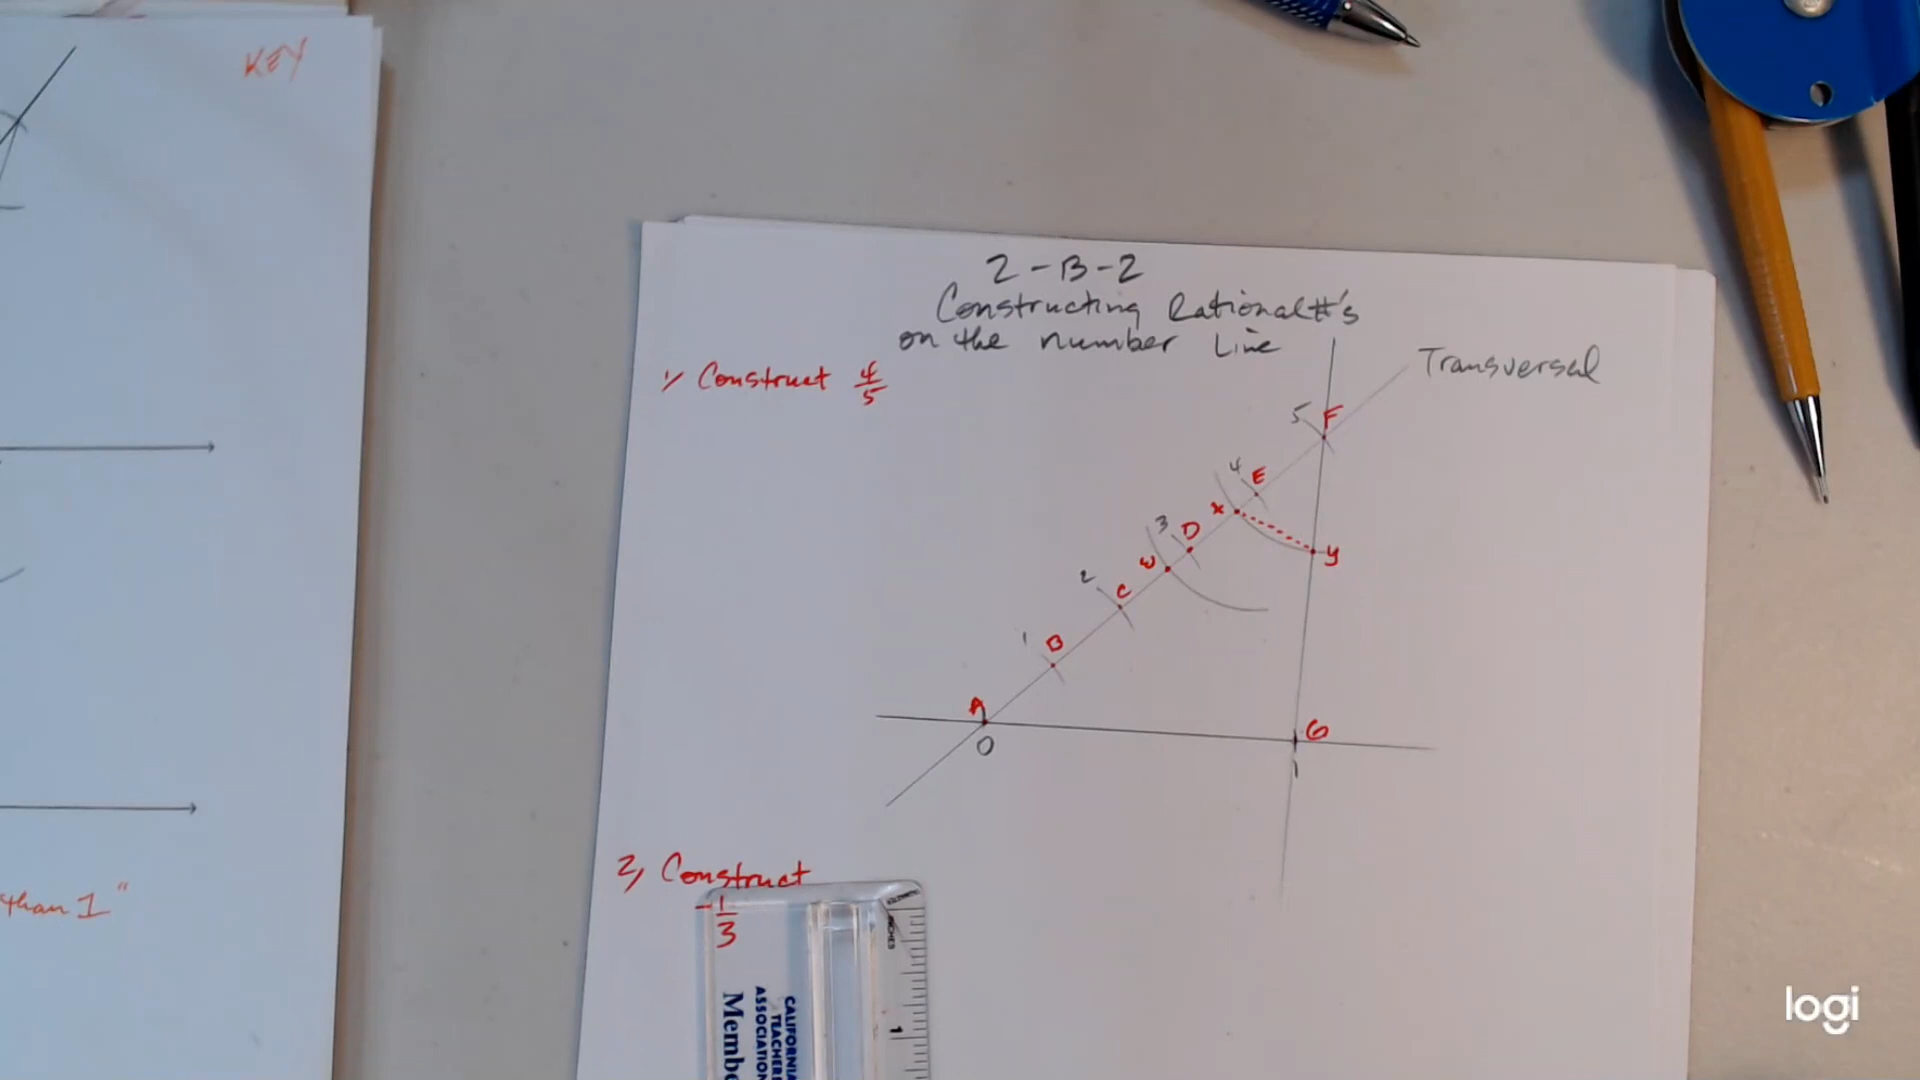 KEY
than 1"
2-B-2
Constructing Rational #'s
on the number Line
1) Construct 4/5
Transversal
5 F
4 E
x
3 D
y
w
2 C
1 B
A
G
0
1
2) Construct
-1/3
INCHES
1
CALIFORNIA
TEACHERS
ASSOCIATION
Membe
logi